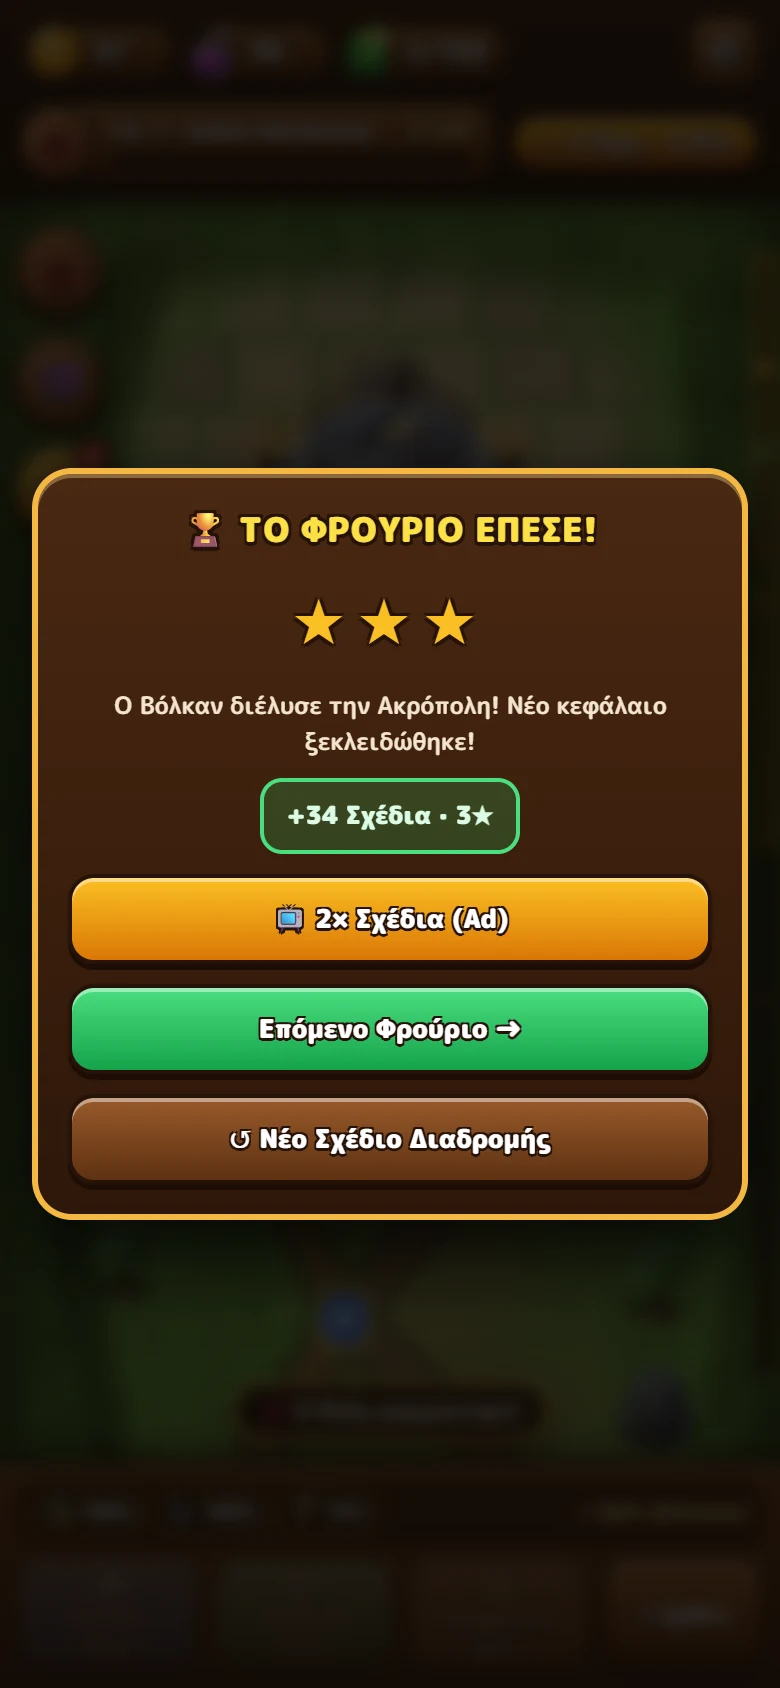 🏆 ΤΟ ΦΡΟΥΡΙΟ ΕΠΕΣΕ!
★ ★ ★
Ο Βόλκαν διέλυσε την Ακρόπολη! Νέο κεφάλαιο
ξεκλειδώθηκε!
+34 Σχέδια · 3★
📺 2× Σχέδια (Ad)
Επόμενο Φρούριο →
↺ Νέο Σχέδιο Διαδρομής